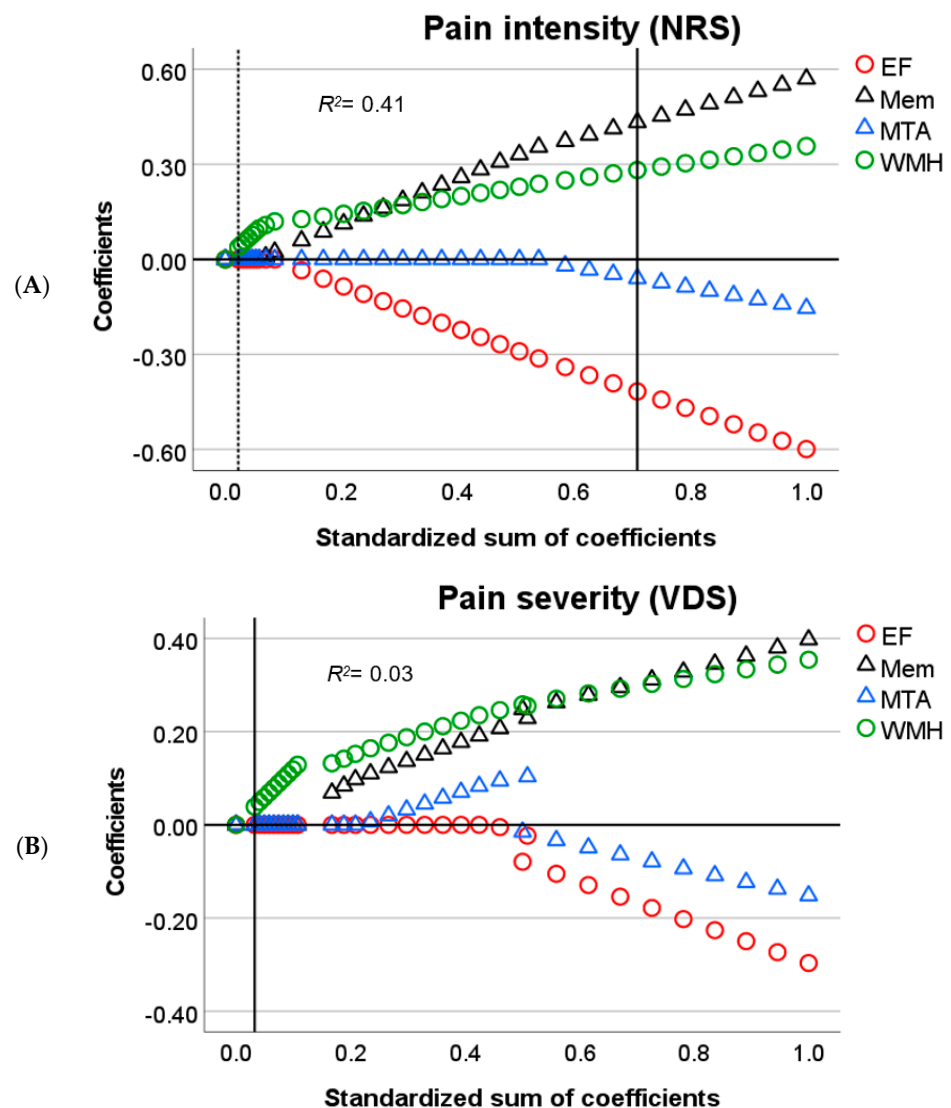 Pain intensity (NRS)
(A)
Coefficients
0.60
0.30
0.00
-0.30
-0.60
R²= 0.41
EF
Mem
MTA
WMH
0.0 0.2 0.4 0.6 0.8 1.0
Standardized sum of coefficients
Pain severity (VDS)
(B)
Coefficients
0.40
0.20
0.00
-0.20
-0.40
R²= 0.03
EF
Mem
MTA
WMH
0.0 0.2 0.4 0.6 0.8 1.0
Standardized sum of coefficients